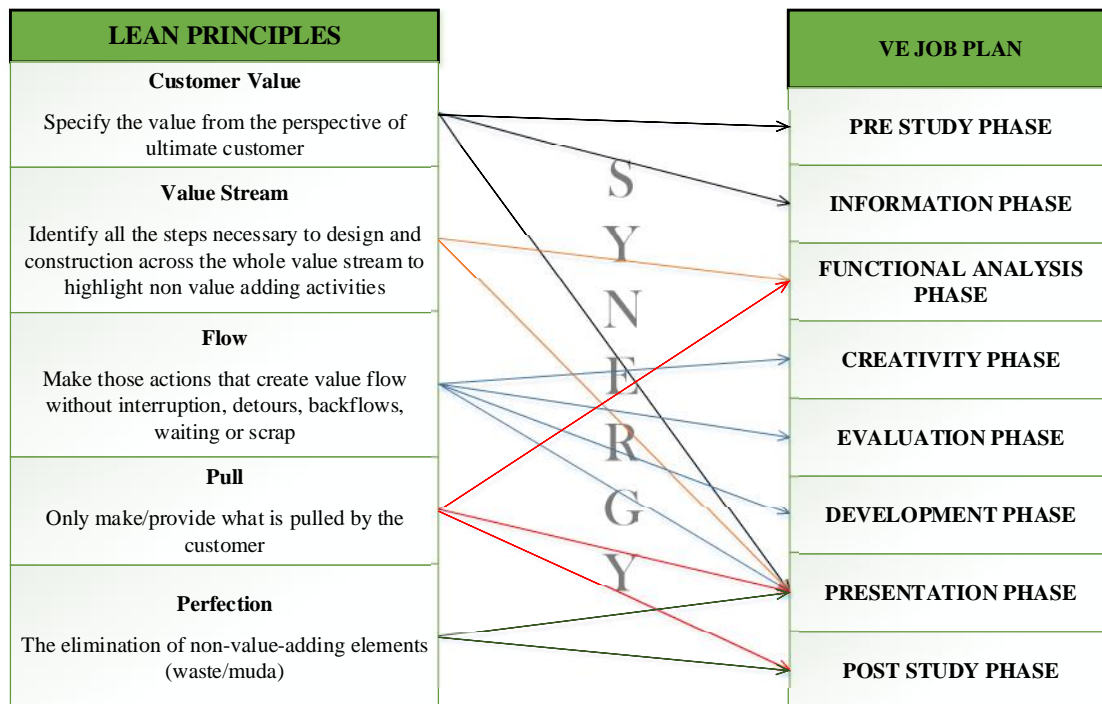 LEAN PRINCIPLES
Customer Value
Specify the value from the perspective of
ultimate customer
Value Stream
Identify all the steps necessary to design and
construction across the whole value stream to
highlight non value adding activities
Flow
Make those actions that create value flow
without interruption, detours, backflows,
waiting or scrap
Pull
Only make/provide what is pulled by the
customer
Perfection
The elimination of non-value-adding elements
(waste/muda)
S
Y
N
E
R
G
Y
VE JOB PLAN
PRE STUDY PHASE
INFORMATION PHASE
FUNCTIONAL ANALYSIS
PHASE
CREATIVITY PHASE
EVALUATION PHASE
DEVELOPMENT PHASE
PRESENTATION PHASE
POST STUDY PHASE